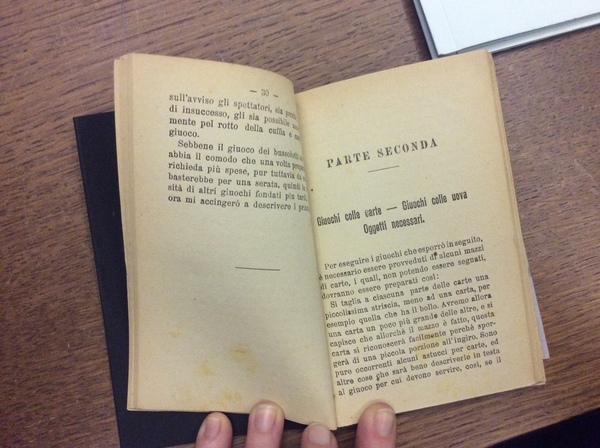 — 30 —
sull'avviso gli spettatori, sia
di insuccesso, gli sia possibile
mente pel rotto della cuffia e
giuoco.
Sebbene il giuoco dei bussolotti
abbia il comodo che una volta
richieda più spese, pur tuttavia
basterebbe per una serata, quindi
sità di altri giuochi fondati più
ora mi accingerò a descrivere i
PARTE SECONDA
Giuochi colle carte — Giuochi colle uova
Oggetti necessari.
Per eseguire i giuochi che esporrò in seguito,
è necessario essere provveduti di alcuni mazzi
di carte, i quali, non potendo essere segnati,
dovranno essere preparati così:
Si taglia a ciascuna parte delle carte una
piccolissima striscia, meno ad una carta, per
esempio quella che ha il bollo. Avremo allora
una carta un poco più grande delle altre, e si
capisce che allorchè il mazzo è fatto, questa
carta si riconoscerà facilmente perchè spor-
gerà di una piccola porzione all'ingiro. Sono
pure occorrenti alcuni astucci per carte, ed
altre cose che sarà bene descriverle in testa
al giuoco per cui devono servire, così, se il